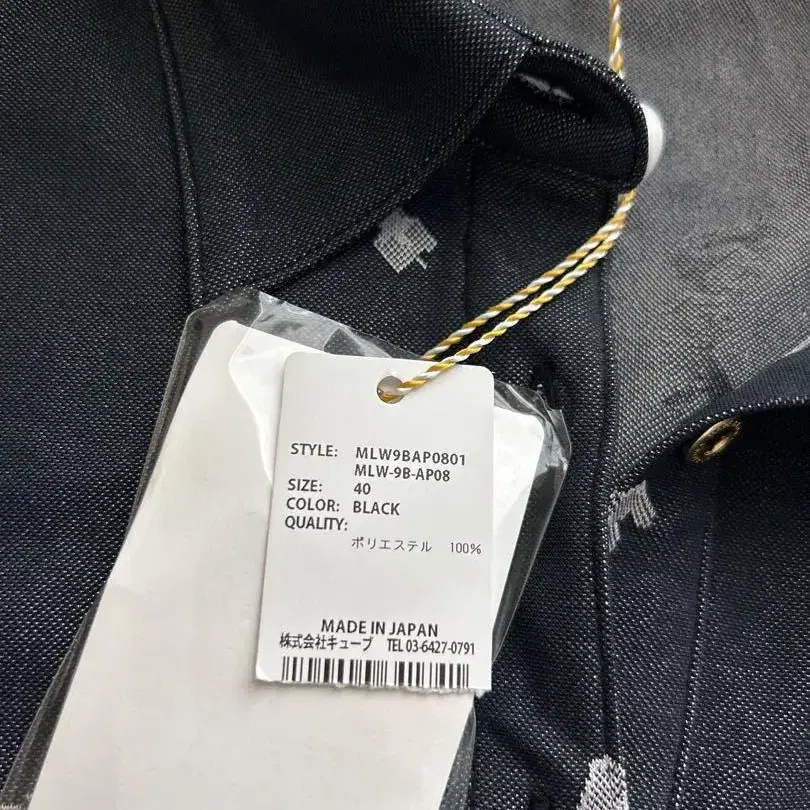 STYLE: MLW9BAP0801
MLW-9B-AP08
SIZE: 40
COLOR: BLACK
QUALITY:
ポリエステル 100%
MADE IN JAPAN
株式会社キューブ TEL 03-6427-0791